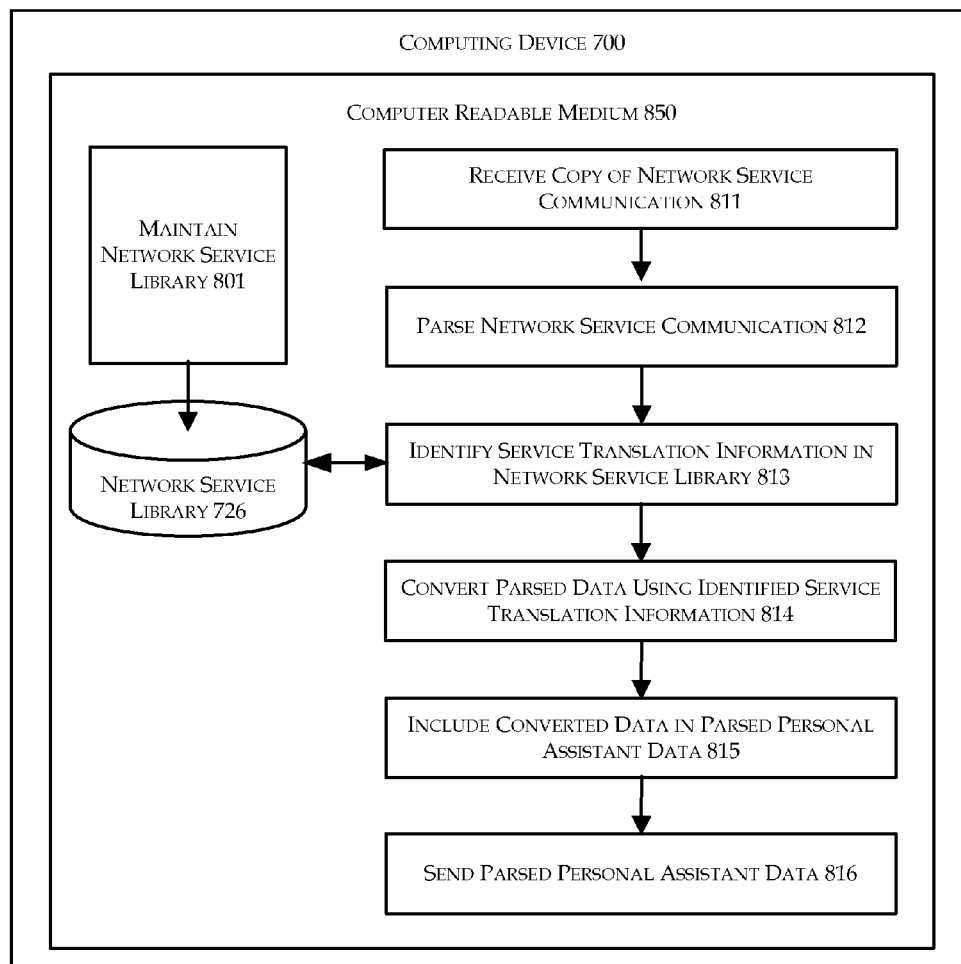 COMPUTING DEVICE 700
COMPUTER READABLE MEDIUM 850
MAINTAIN
NETWORK SERVICE
LIBRARY 801
NETWORK SERVICE
LIBRARY 726
RECEIVE COPY OF NETWORK SERVICE
COMMUNICATION 811
PARSE NETWORK SERVICE COMMUNICATION 812
IDENTIFY SERVICE TRANSLATION INFORMATION IN
NETWORK SERVICE LIBRARY 813
CONVERT PARSED DATA USING IDENTIFIED SERVICE
TRANSLATION INFORMATION 814
INCLUDE CONVERTED DATA IN PARSED PERSONAL
ASSISTANT DATA 815
SEND PARSED PERSONAL ASSISTANT DATA 816